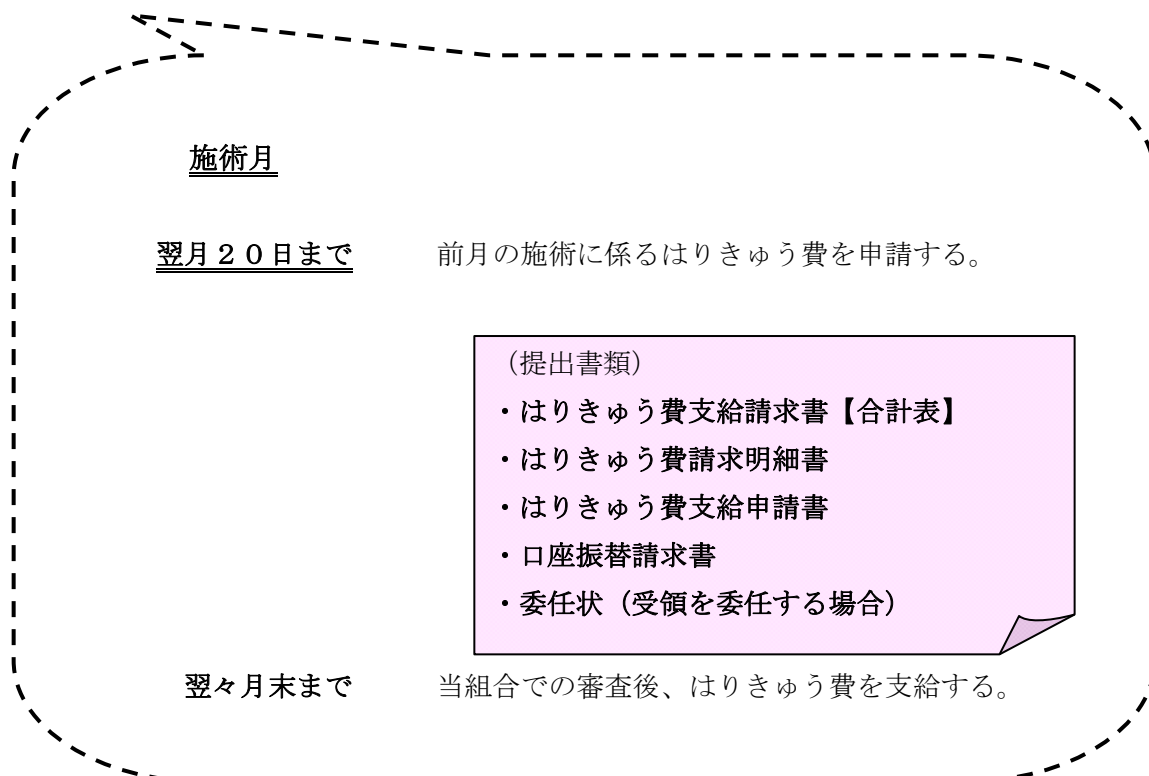 施術月
翌月２０日まで　前月の施術に係るはりきゅう費を申請する。
（提出書類）
・はりきゅう費支給請求書【合計表】
・はりきゅう費請求明細書
・はりきゅう費支給申請書
・口座振替請求書
・委任状（受領を委任する場合）
翌々月末まで　当組合での審査後、はりきゅう費を支給する。